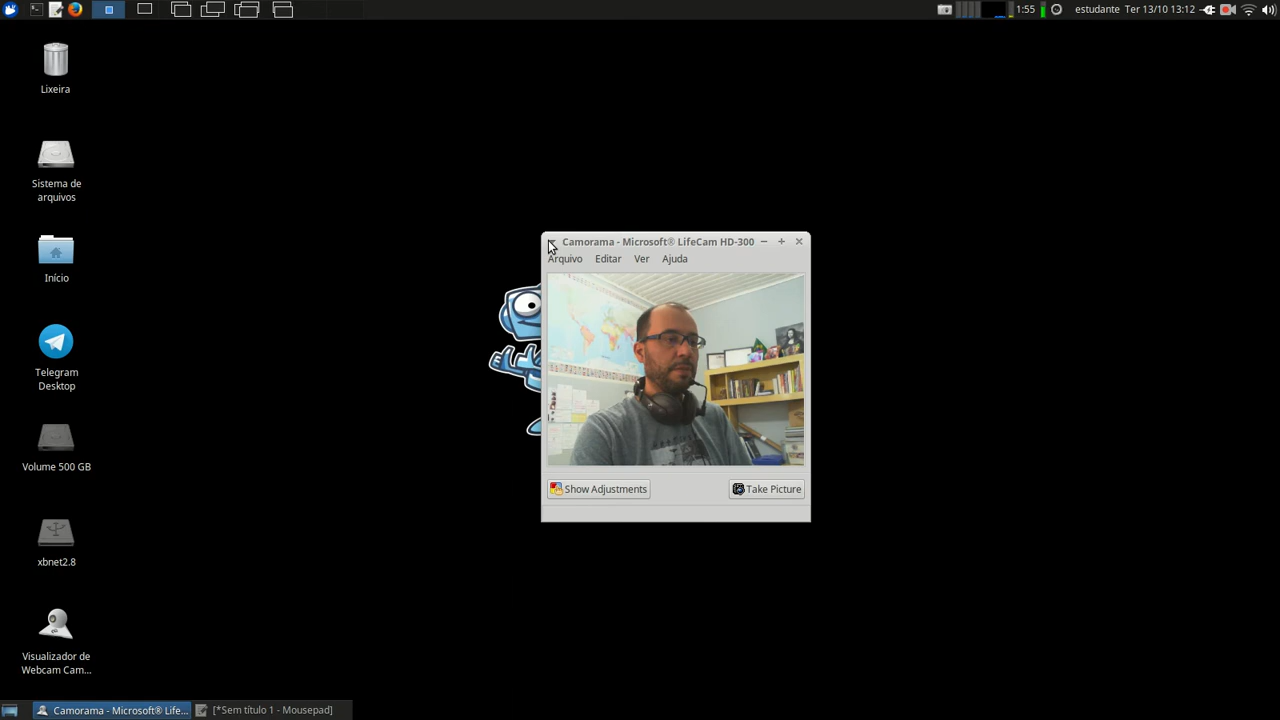 1:55 estudante Ter 13/10 13:12
Lixeira
Sistema de
arquivos
Início
Telegram
Desktop
Volume 500 GB
xbnet2.8
Visualizador de
Webcam Cam...
Camorama - Microsoft® LifeCam HD-300
Arquivo Editar Ver Ajuda
Show Adjustments Take Picture
Camorama - Microsoft® Life... [*Sem título 1 - Mousepad]